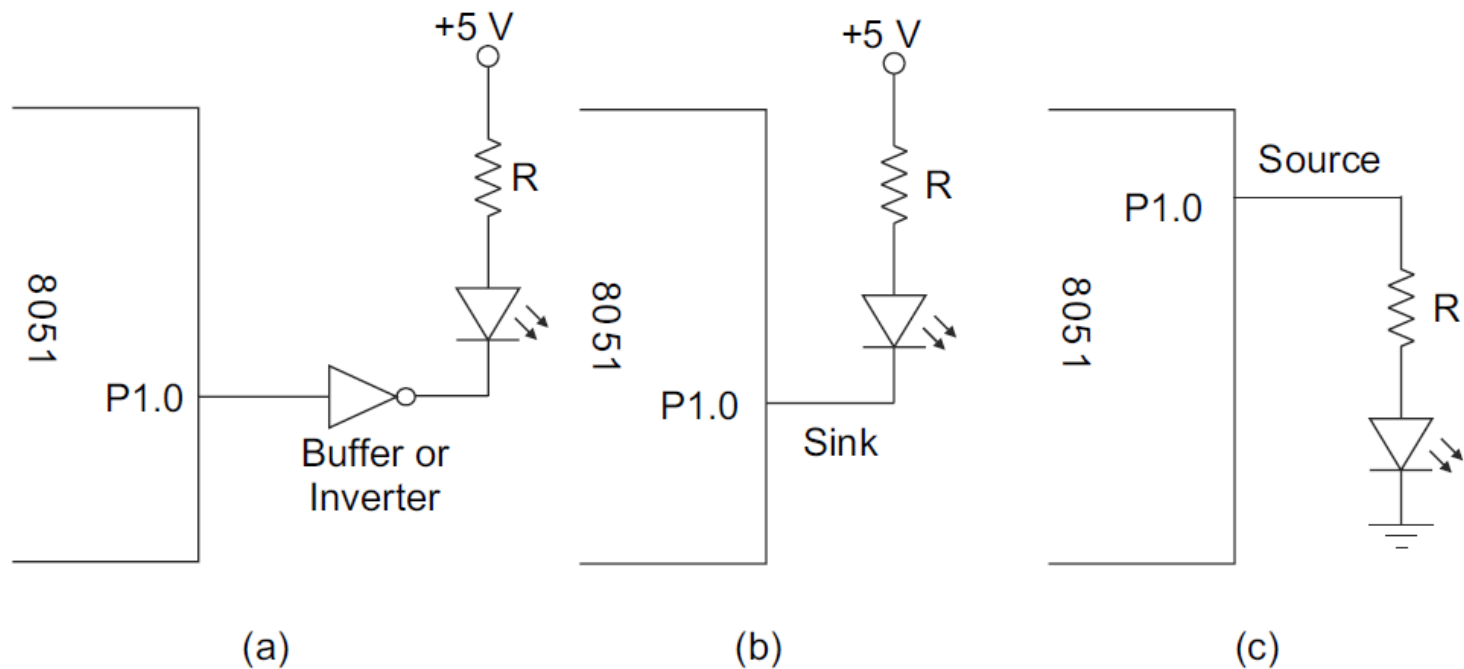 +5 V
R
8051
P1.0
Buffer or
Inverter
(a)
+5 V
R
8051
P1.0
Sink
(b)
Source
P1.0
8051
R
(c)